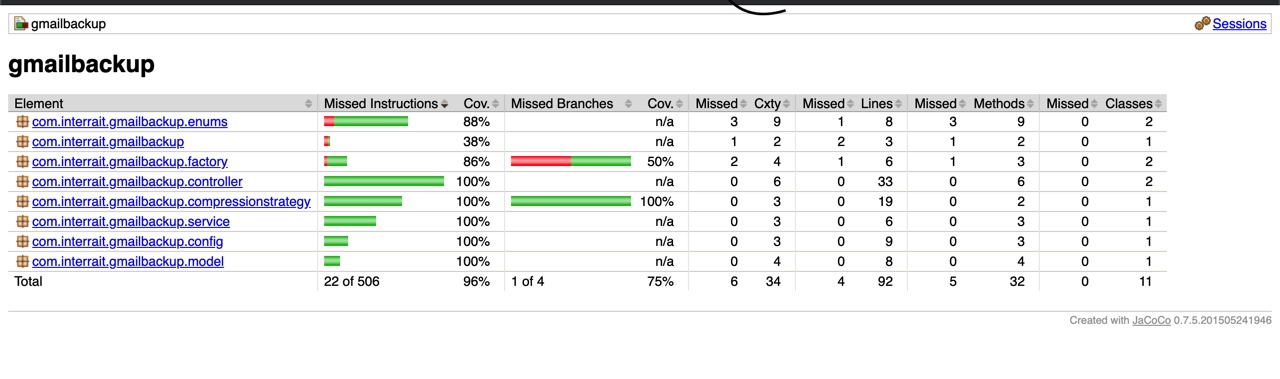 gmailbackup Sessions
gmailbackup
Element Missed Instructions Cov. Missed Branches Cov. Missed Cxty Missed Lines Missed Methods Missed Classes
com.interrait.gmailbackup.enums 88% n/a 3 9 1 8 3 9 0 2
com.interrait.gmailbackup 38% n/a 1 2 2 3 1 2 0 1
com.interrait.gmailbackup.factory 86% 50% 2 4 1 6 1 3 0 2
com.interrait.gmailbackup.controller 100% n/a 0 6 0 33 0 6 0 2
com.interrait.gmailbackup.compressionstrategy 100% 100% 0 3 0 19 0 2 0 1
com.interrait.gmailbackup.service 100% n/a 0 3 0 6 0 3 0 1
com.interrait.gmailbackup.config 100% n/a 0 3 0 9 0 3 0 1
com.interrait.gmailbackup.model 100% n/a 0 4 0 8 0 4 0 1
Total 22 of 506 96% 1 of 4 75% 6 34 4 92 5 32 0 11
Created with JaCoCo 0.7.5.201505241946